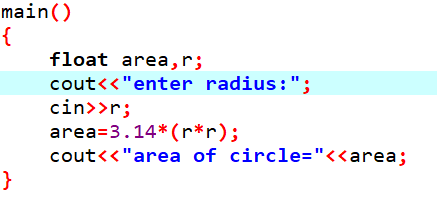 main()
{
float area,r;
cout<<"enter radius:";
cin>>r;
area=3.14*(r*r);
cout<<"area of circle="<<area;
}